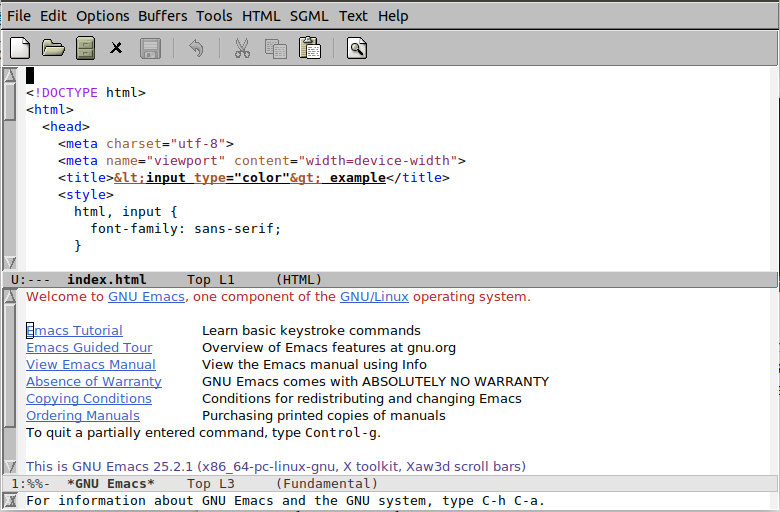 File Edit Options Buffers Tools HTML SGML Text Help
<!DOCTYPE html>
<html>
  <head>
    <meta charset="utf-8">
    <meta name="viewport" content="width=device-width">
    <title>&lt;input type="color"&gt; example</title>
    <style>
      html, input {
        font-family: sans-serif;
      }
U:--- index.html Top L1 (HTML)
Welcome to GNU Emacs, one component of the GNU/Linux operating system.
Emacs Tutorial Learn basic keystroke commands
Emacs Guided Tour Overview of Emacs features at gnu.org
View Emacs Manual View the Emacs manual using Info
Absence of Warranty GNU Emacs comes with ABSOLUTELY NO WARRANTY
Copying Conditions Conditions for redistributing and changing Emacs
Ordering Manuals Purchasing printed copies of manuals
To quit a partially entered command, type Control-g.
This is GNU Emacs 25.2.1 (x86_64-pc-linux-gnu, X toolkit, Xaw3d scroll bars)
1:%%- *GNU Emacs* Top L3 (Fundamental)
For information about GNU Emacs and the GNU system, type C-h C-a.